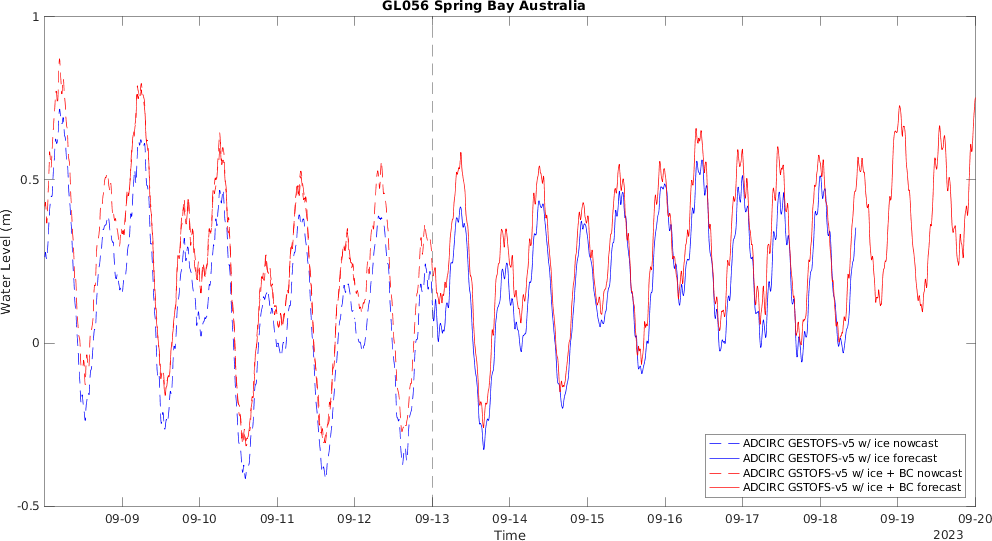 GL056 Spring Bay Australia
1
0.5
0
-0.5
Water Level (m)
09-09 09-10 09-11 09-12 09-13 09-14 09-15 09-16 09-17 09-18 09-19 09-20
Time
2023
ADCIRC GESTOFS-v5 w/ ice nowcast
ADCIRC GESTOFS-v5 w/ ice forecast
ADCIRC GSTOFS-v5 w/ ice + BC nowcast
ADCIRC GSTOFS-v5 w/ ice + BC forecast